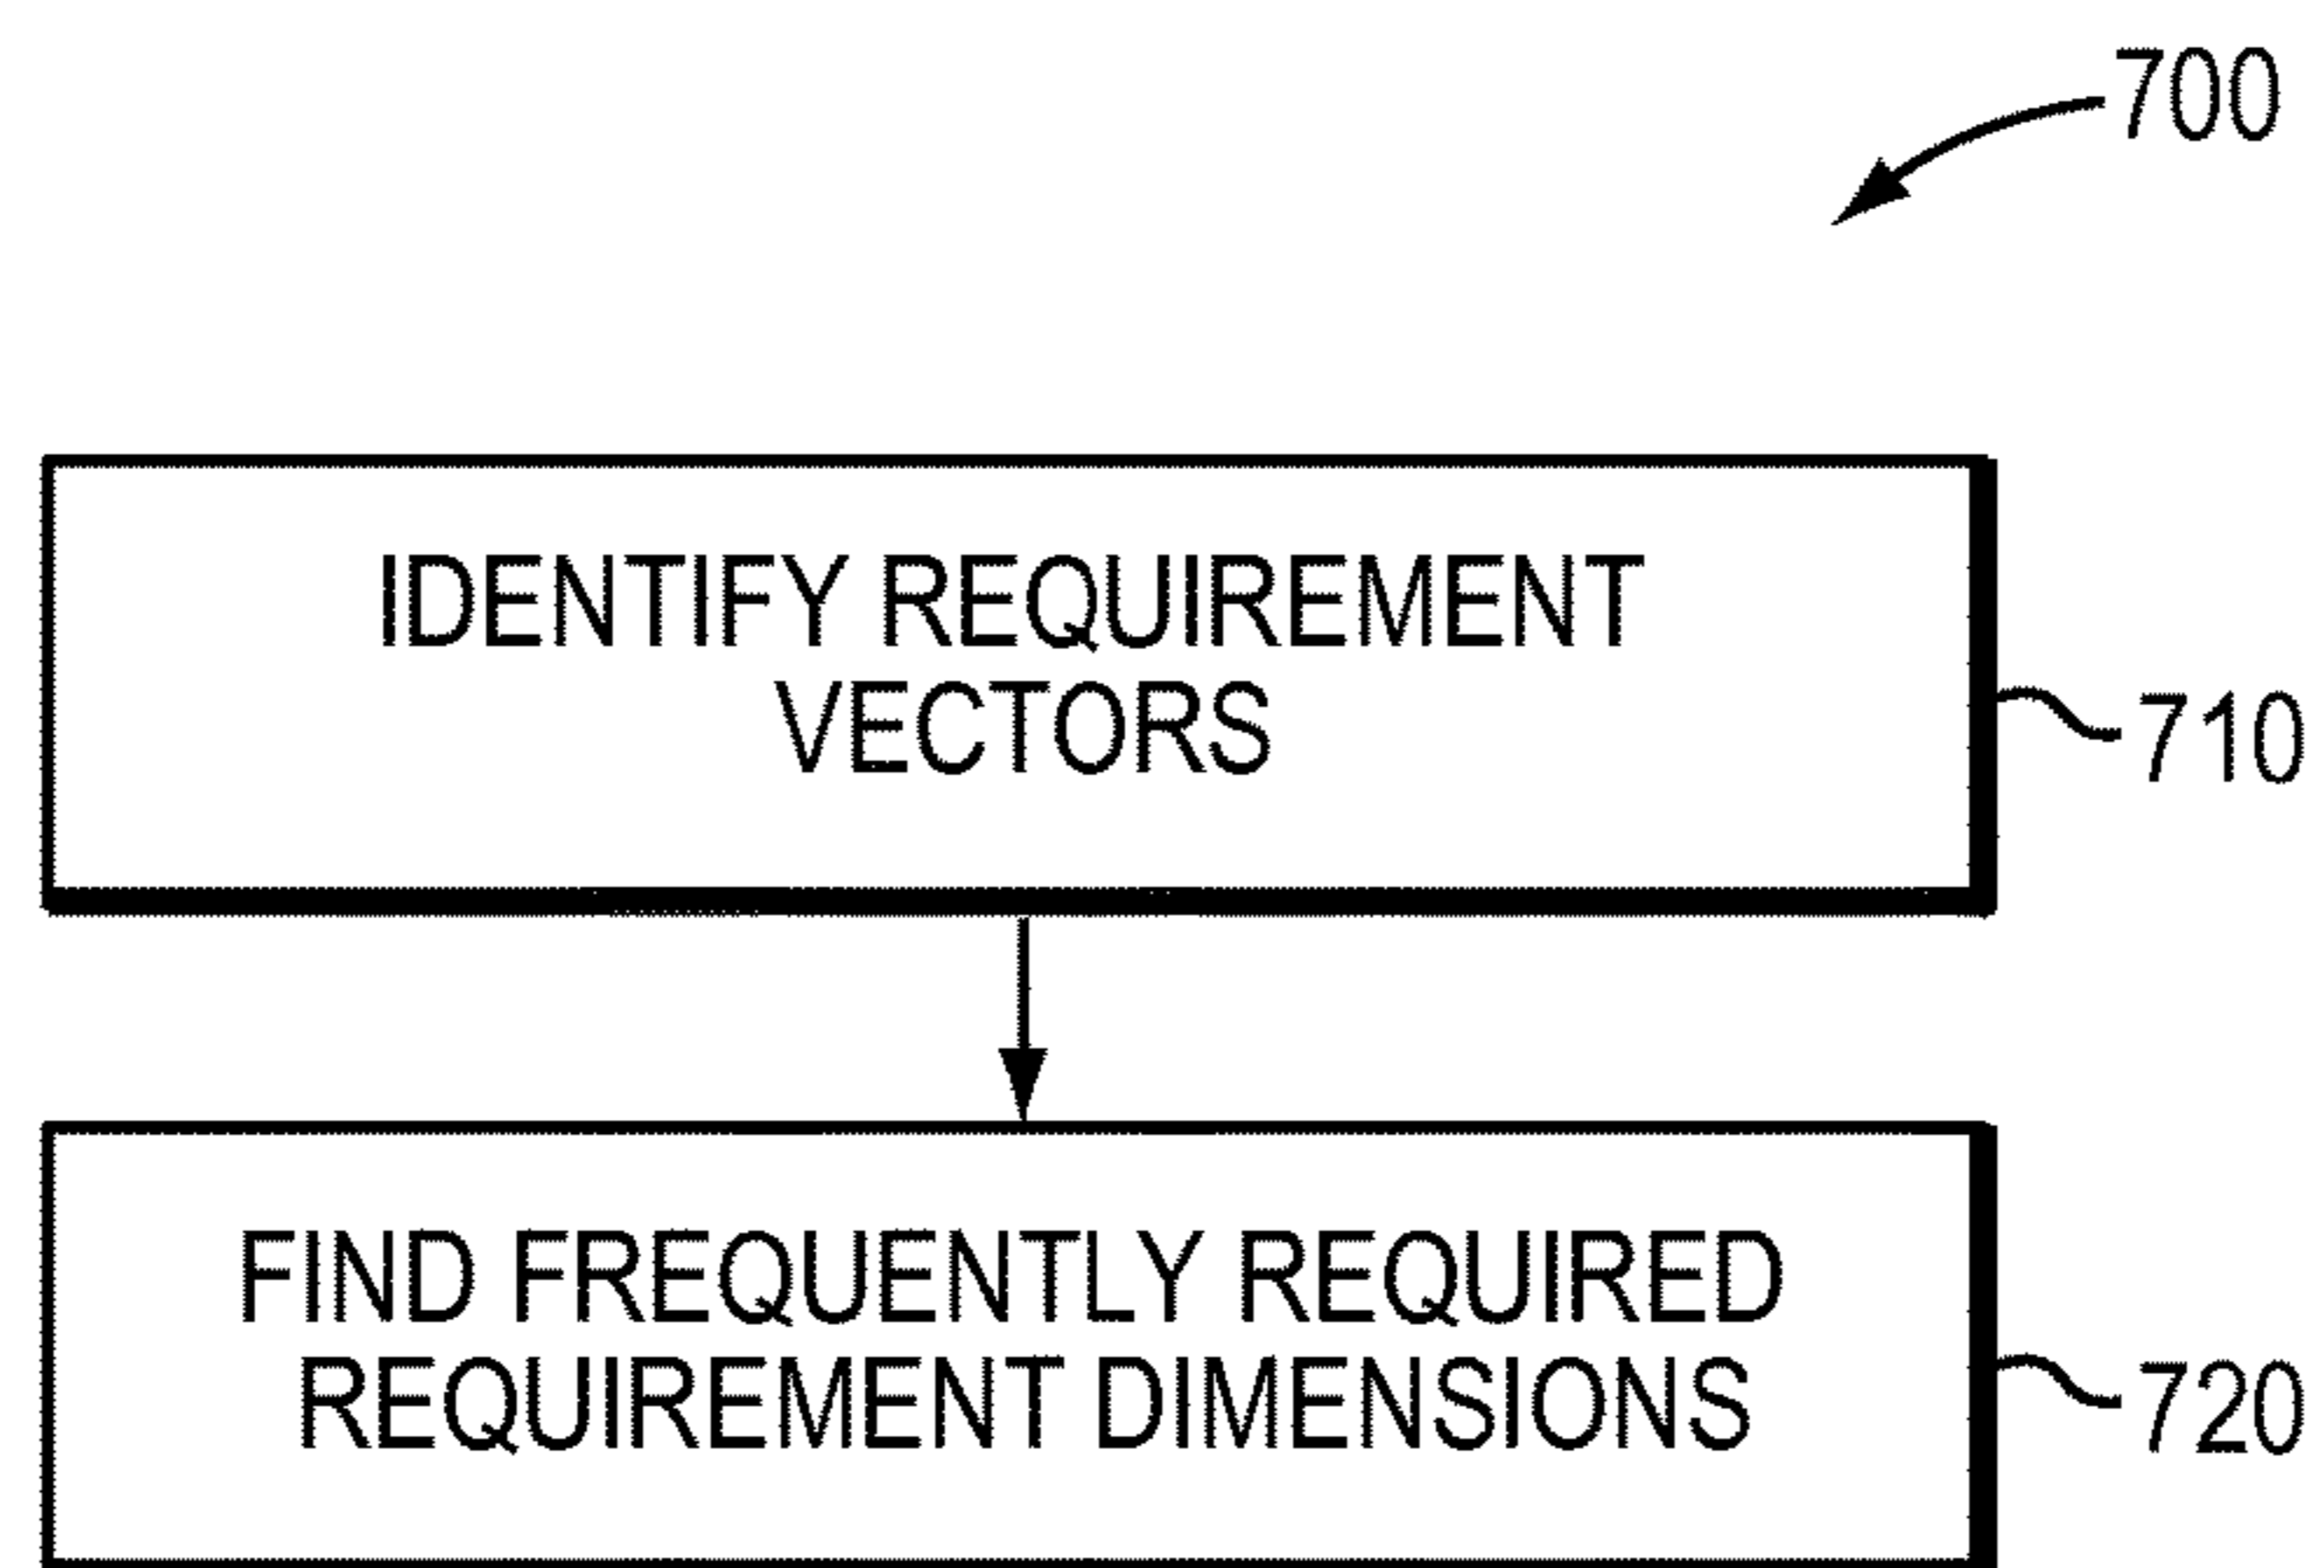 700
IDENTIFY REQUIREMENT
VECTORS
710
FIND FREQUENTLY REQUIRED
REQUIREMENT DIMENSIONS
720